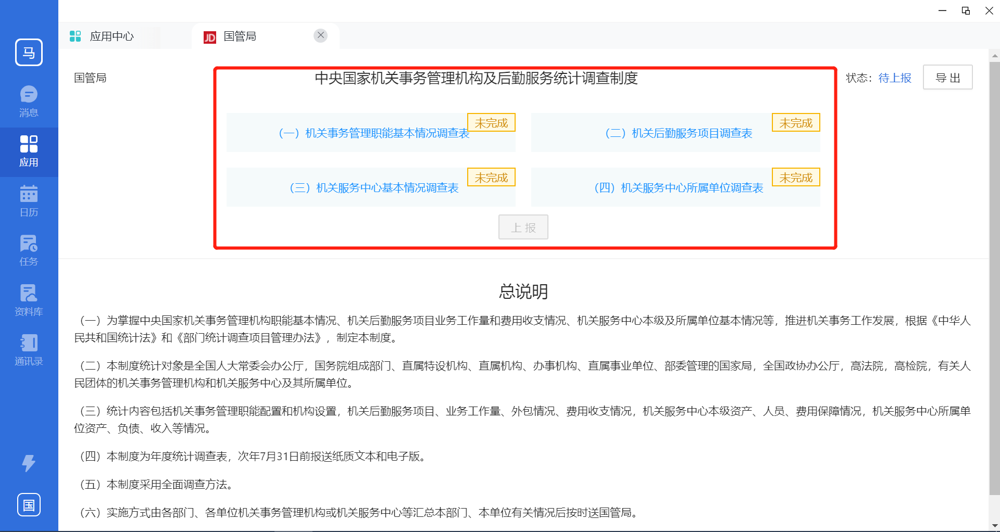 应用中心
JD 国管局
马
消息
应用
日历
任务
资料库
通讯录
国
国管局
中央国家机关事务管理机构及后勤服务统计调查制度
状态：待上报
导 出
（一）机关事务管理职能基本情况调查表
未完成
（二）机关后勤服务项目调查表
未完成
（三）机关服务中心基本情况调查表
未完成
（四）机关服务中心所属单位调查表
未完成
上 报
总说明
（一）为掌握中央国家机关事务管理机构职能基本情况、机关后勤服务项目业务工作量和费用收支情况、机关服务中心本级及所属单位基本情况等，推进机关事务工作发展，根据《中华人
民共和国统计法》和《部门统计调查项目管理办法》，制定本制度。
（二）本制度统计对象是全国人大常委会办公厅，国务院组成部门、直属特设机构、直属机构、办事机构、直属事业单位、部委管理的国家局，全国政协办公厅，高法院，高检院，有关人
民团体的机关事务管理机构和机关服务中心及其所属单位。
（三）统计内容包括机关事务管理职能配置和机构设置，机关后勤服务项目、业务工作量、外包情况、费用收支情况，机关服务中心本级资产、人员、费用保障情况，机关服务中心所属单
位资产、负债、收入等情况。
（四）本制度为年度统计调查表，次年7月31日前报送纸质文本和电子版。
（五）本制度采用全面调查方法。
（六）实施方式由各部门、各单位机关事务管理机构或机关服务中心等汇总本部门、本单位有关情况后按时送国管局。